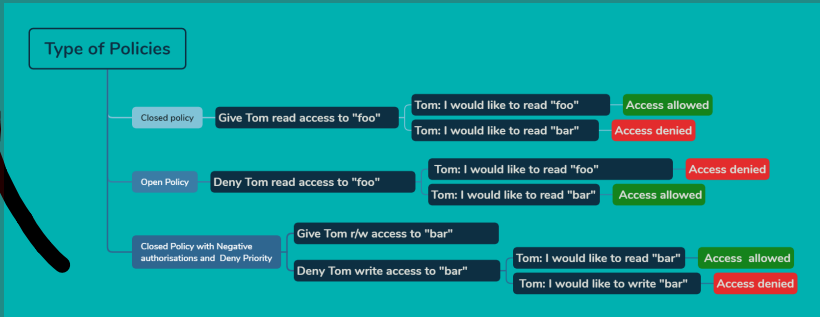 Type of Policies
Closed policy
Give Tom read access to "foo"
Tom: I would like to read "foo"
Access allowed
Tom: I would like to read "bar"
Access denied
Open Policy
Deny Tom read access to "foo"
Tom: I would like to read "foo"
Access denied
Tom: I would like to read "bar"
Access allowed
Closed Policy with Negative
authorisations and Deny Priority
Give Tom r/w access to "bar"
Deny Tom write access to "bar"
Tom: I would like to read "bar"
Access allowed
Tom: I would like to write "bar"
Access denied